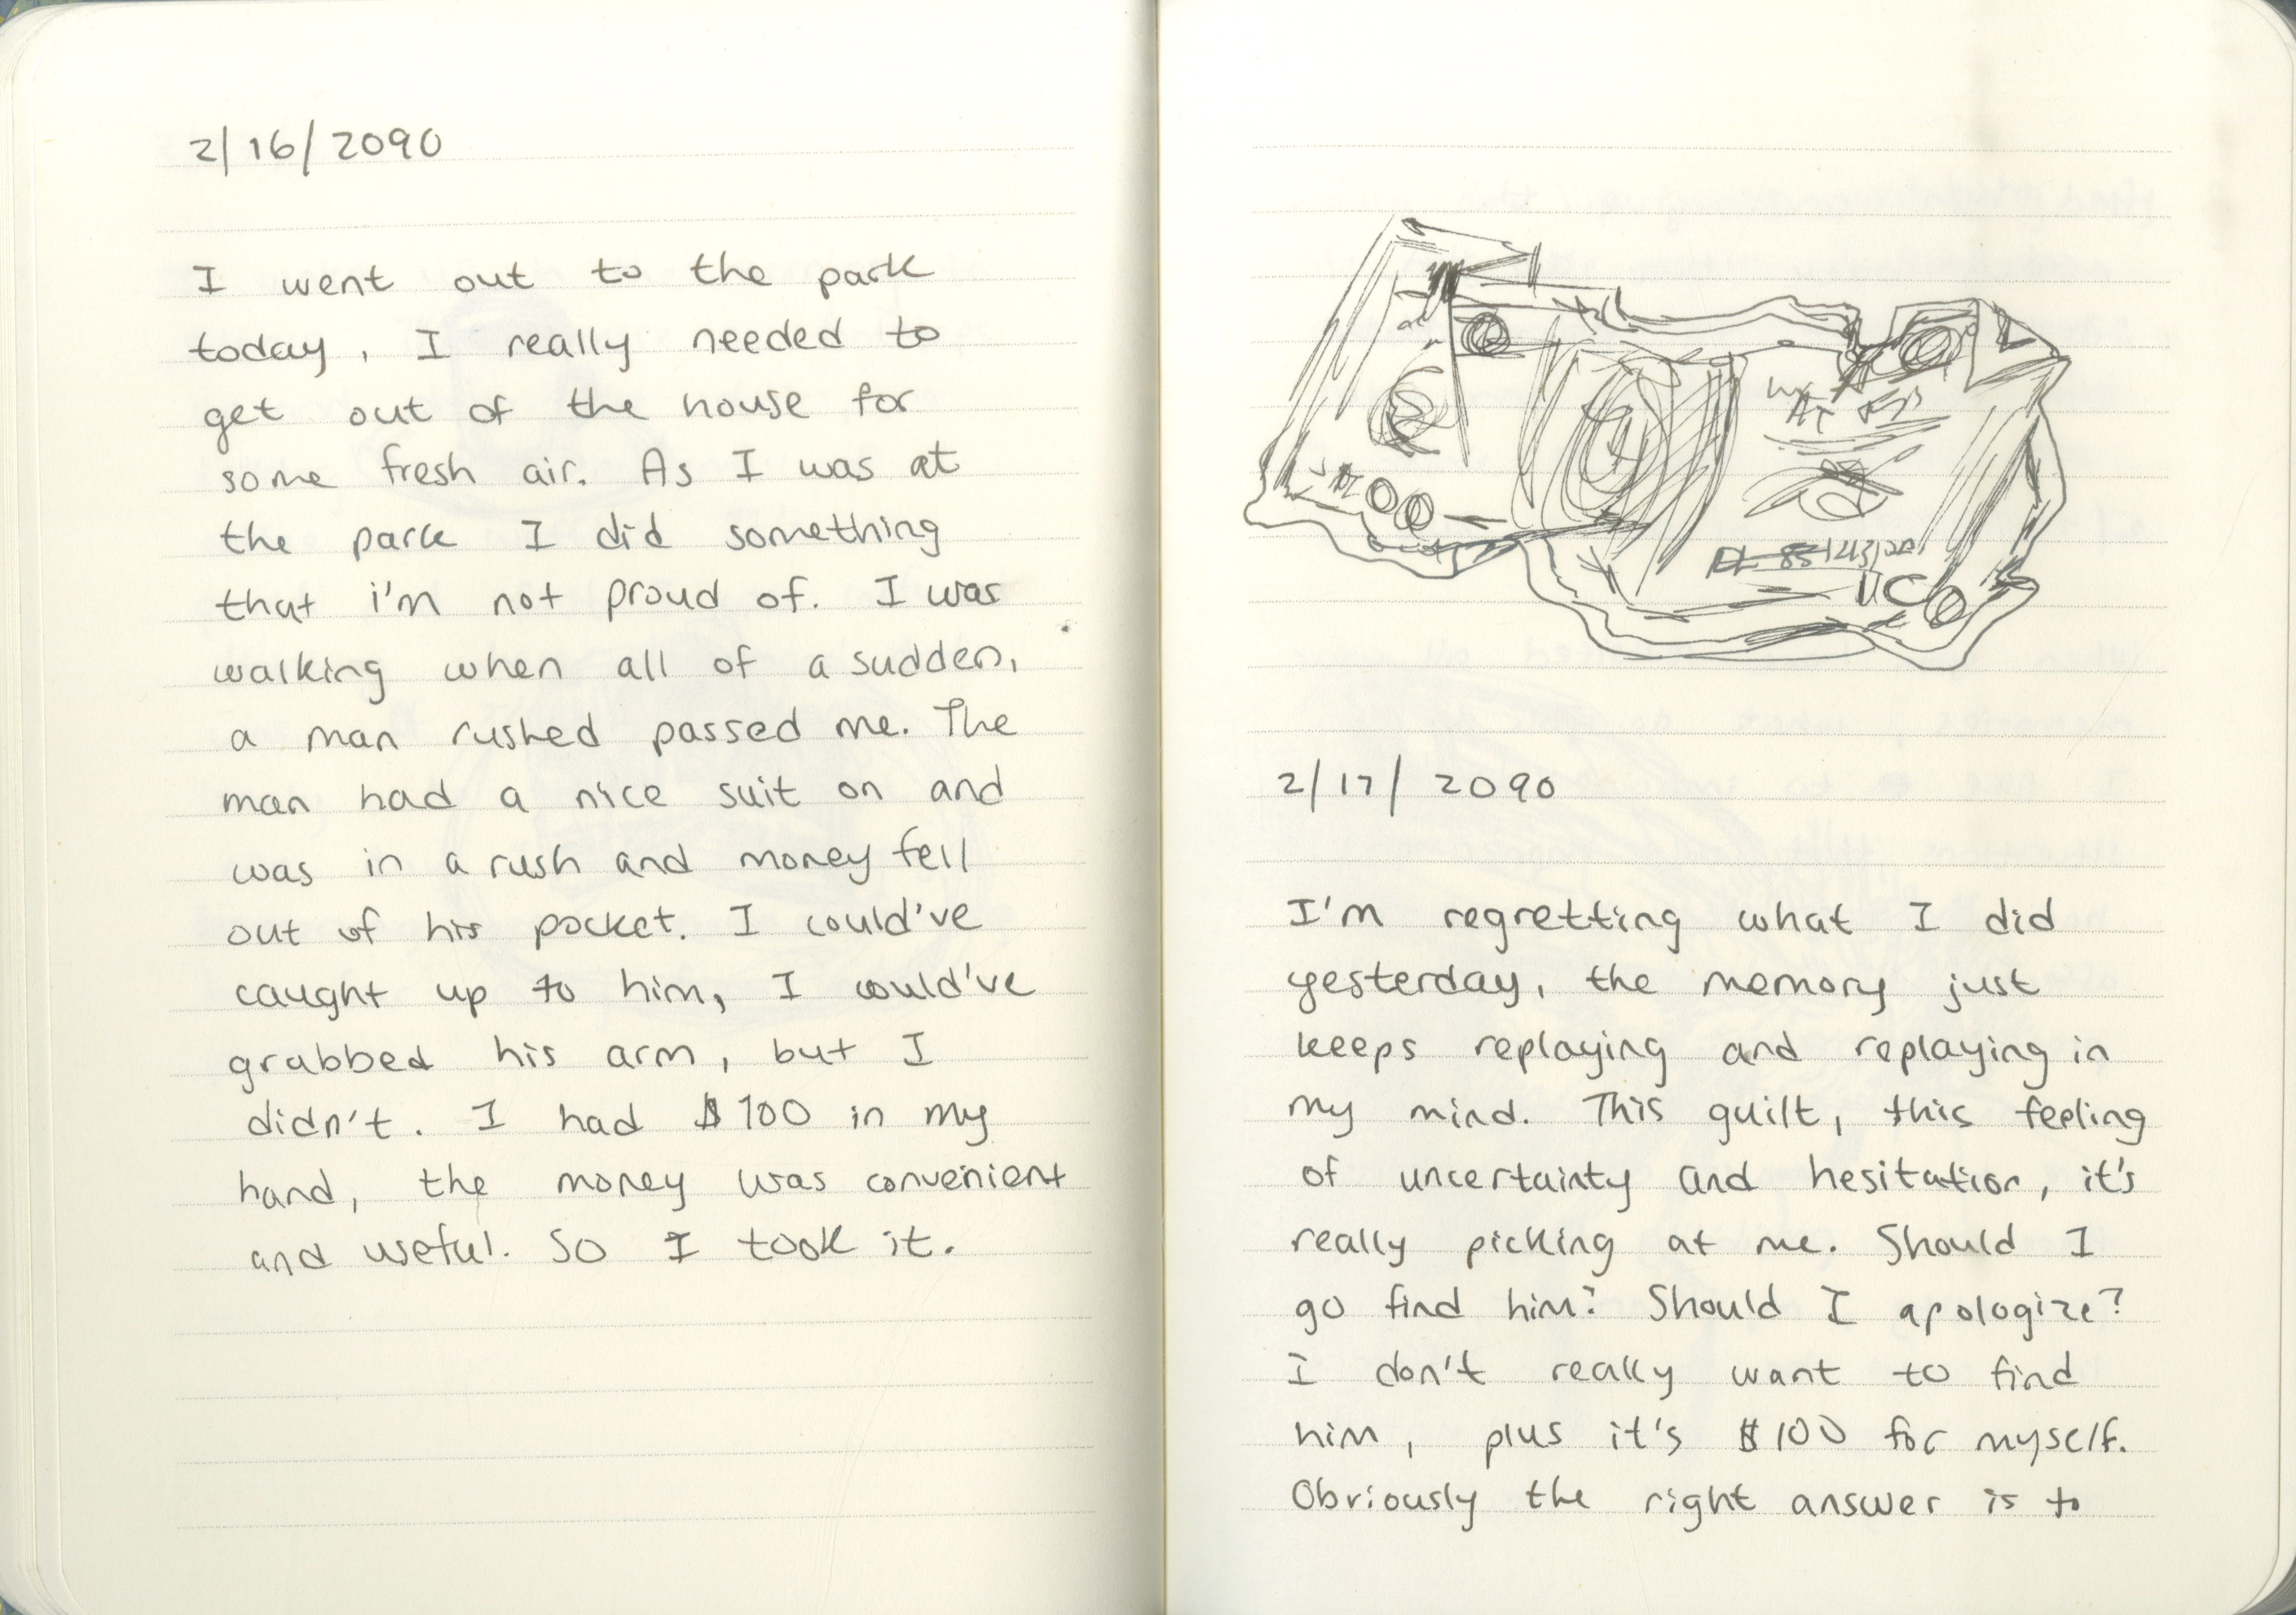 2/16/2090
I went out to the park
today, I really needed to
get out of the house for
some fresh air. As I was at
the park I did something
that i'm not proud of. I was
walking when all of a sudden,
a man rushed passed me. The
man had a nice suit on and
was in a rush and money fell
out of his pocket. I could've
caught up to him, I could've
grabbed his arm, but I
didn't. I had $100 in my
hand, the money was convenient
and useful. So I took it.
2/17/2090
I'm regretting what I did
yesterday, the memory just
keeps replaying and replaying in
my mind. This guilt, this feeling
of uncertainty and hesitation, it's
really picking at me. Should I
go find him? Should I apologize?
I don't really want to find
him, plus it's $100 for myself.
Obviously the right answer is to